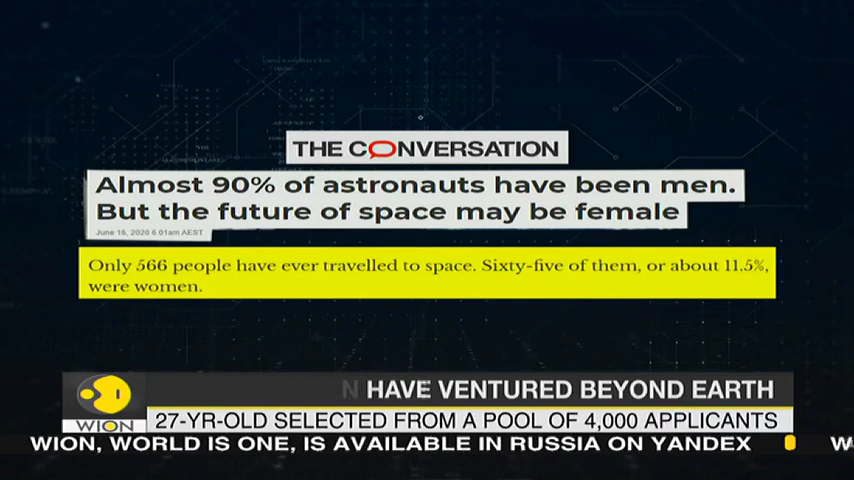 THE CONVERSATION
Almost 90% of astronauts have been men.
But the future of space may be female
June 16, 2020 6.01am AEST
Only 566 people have ever travelled to space. Sixty-five of them, or about 11.5%,
were women.
N HAVE VENTURED BEYOND EARTH
WION
27-YR-OLD SELECTED FROM A POOL OF 4,000 APPLICANTS
WION, WORLD IS ONE, IS AVAILABLE IN RUSSIA ON YANDEX W